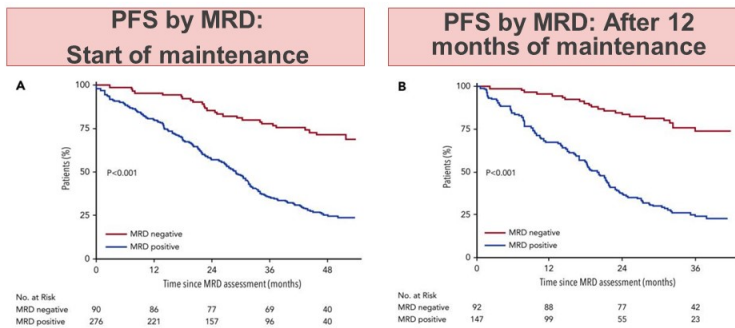 PFS by MRD:
Start of maintenance
PFS by MRD: After 12
months of maintenance
A
100
75
50
25
0
Patients (%)
P<0.001
MRD negative
MRD positive
0 12 24 36 48
Time since MRD assessment (months)
No. at Risk
MRD negative 90 86 77 69 40
MRD positive 276 221 157 96 40
B
100
75
50
25
0
Patients (%)
P<0.001
MRD negative
MRD positive
0 12 24 36
Time since MRD assessment (months)
No. at Risk
MRD negative 92 88 77 42
MRD positive 147 99 55 23